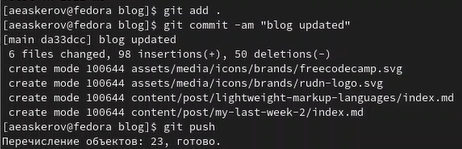 [aeaskerov@fedora blog]$ git add .
[aeaskerov@fedora blog]$ git commit -am "blog updated"
[main da33dcc] blog updated
 6 files changed, 98 insertions(+), 50 deletions(-)
 create mode 100644 assets/media/icons/brands/freecodecamp.svg
 create mode 100644 assets/media/icons/brands/rudn-logo.svg
 create mode 100644 content/post/lightweight-markup-languages/index.md
 create mode 100644 content/post/my-last-week-2/index.md
[aeaskerov@fedora blog]$ git push
Перечисление объектов: 23, готово.